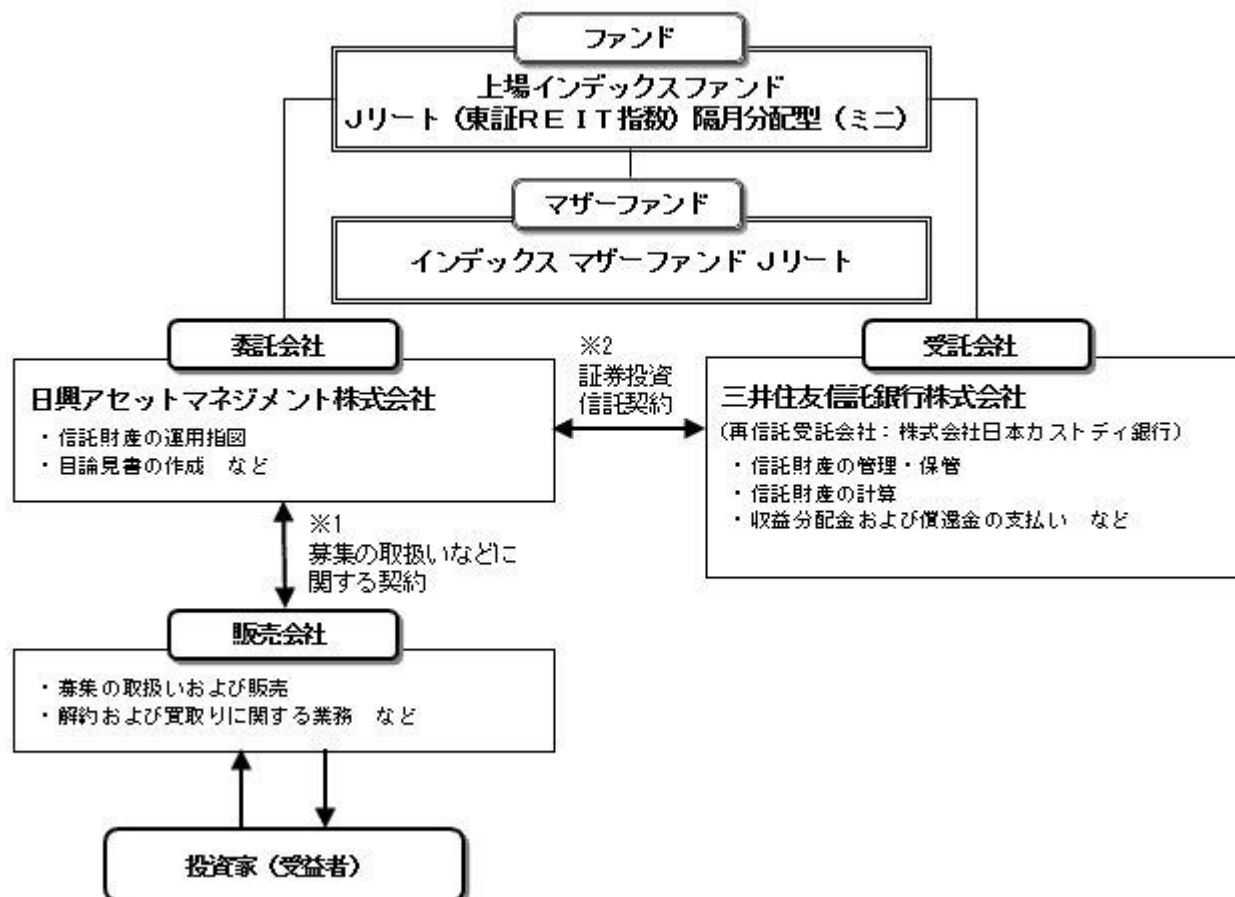 ファンド
上場インデックスファンド
Jリート（東証REIT指数）隔月分配型（ミニ）
マザーファンド
インデックス マザーファンド Jリート
委託会社
日興アセットマネジメント株式会社
・信託財産の運用指図
・目論見書の作成 など
※2
証券投資
信託契約
受託会社
三井住友信託銀行株式会社
（再信託受託会社：株式会社日本カストディ銀行）
・信託財産の管理・保管
・信託財産の計算
・収益分配金および償還金の支払い など
※1
募集の取扱いなどに
関する契約
販売会社
・募集の取扱いおよび販売
・解約および買取りに関する業務 など
投資家（受益者）